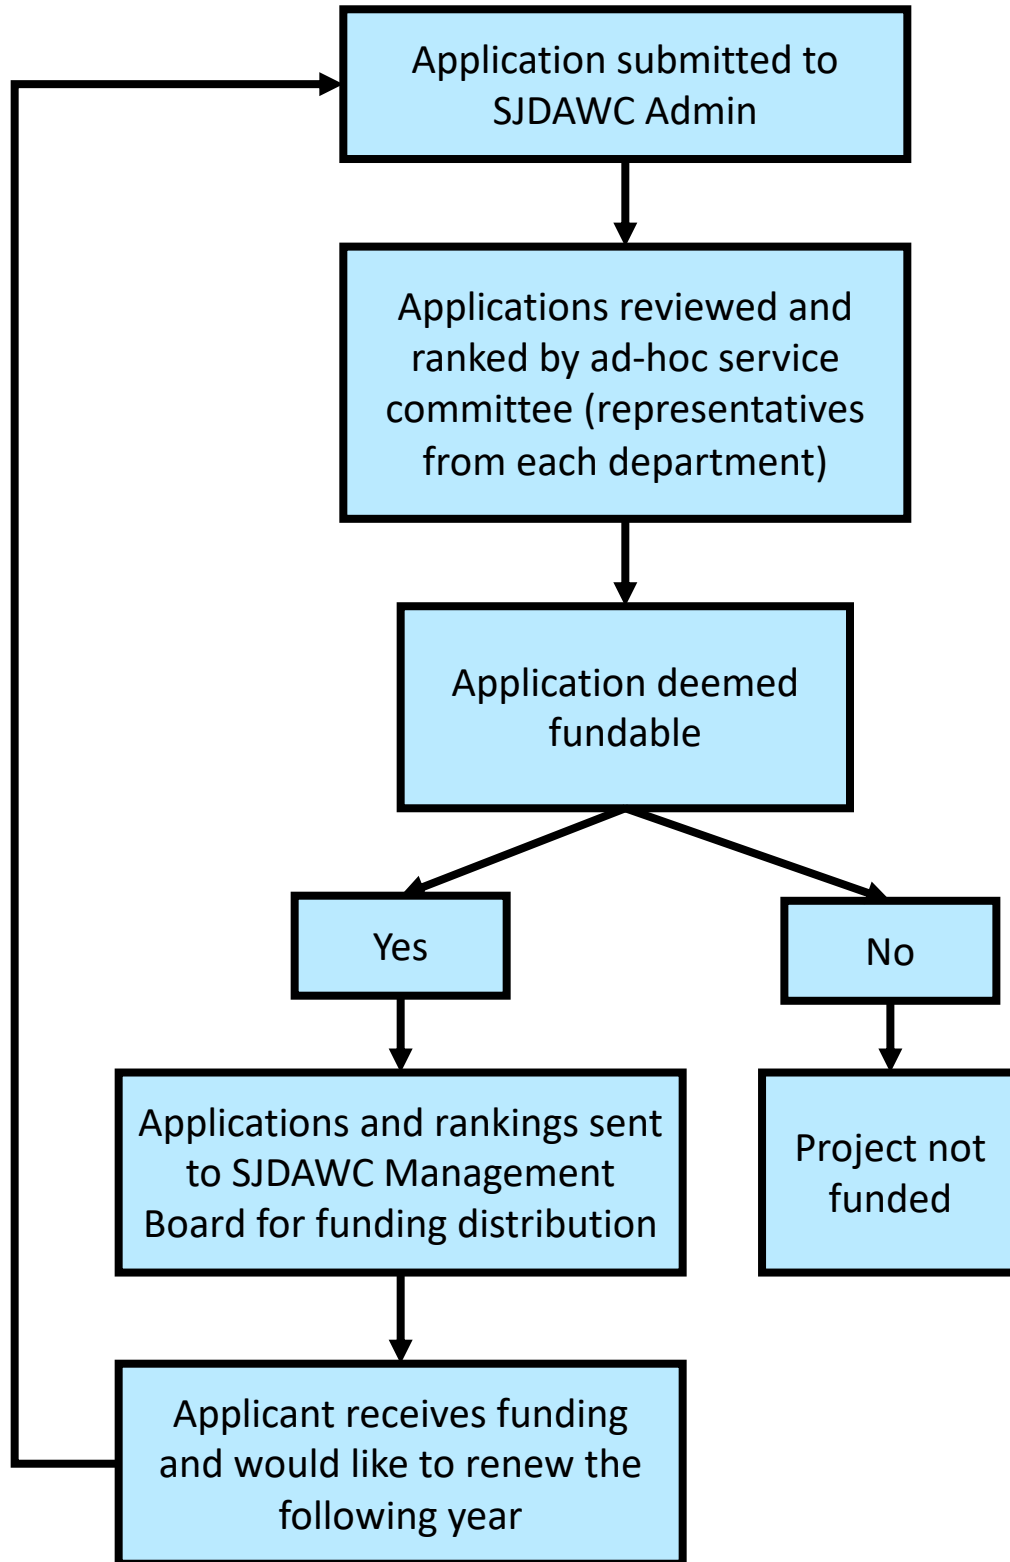 Application submitted to
SJDAWC Admin
Applications reviewed and
ranked by ad-hoc service
committee (representatives
from each department)
Application deemed
fundable
Yes
No
Applications and rankings sent
to SJDAWC Management
Board for funding distribution
Project not
funded
Applicant receives funding
and would like to renew the
following year